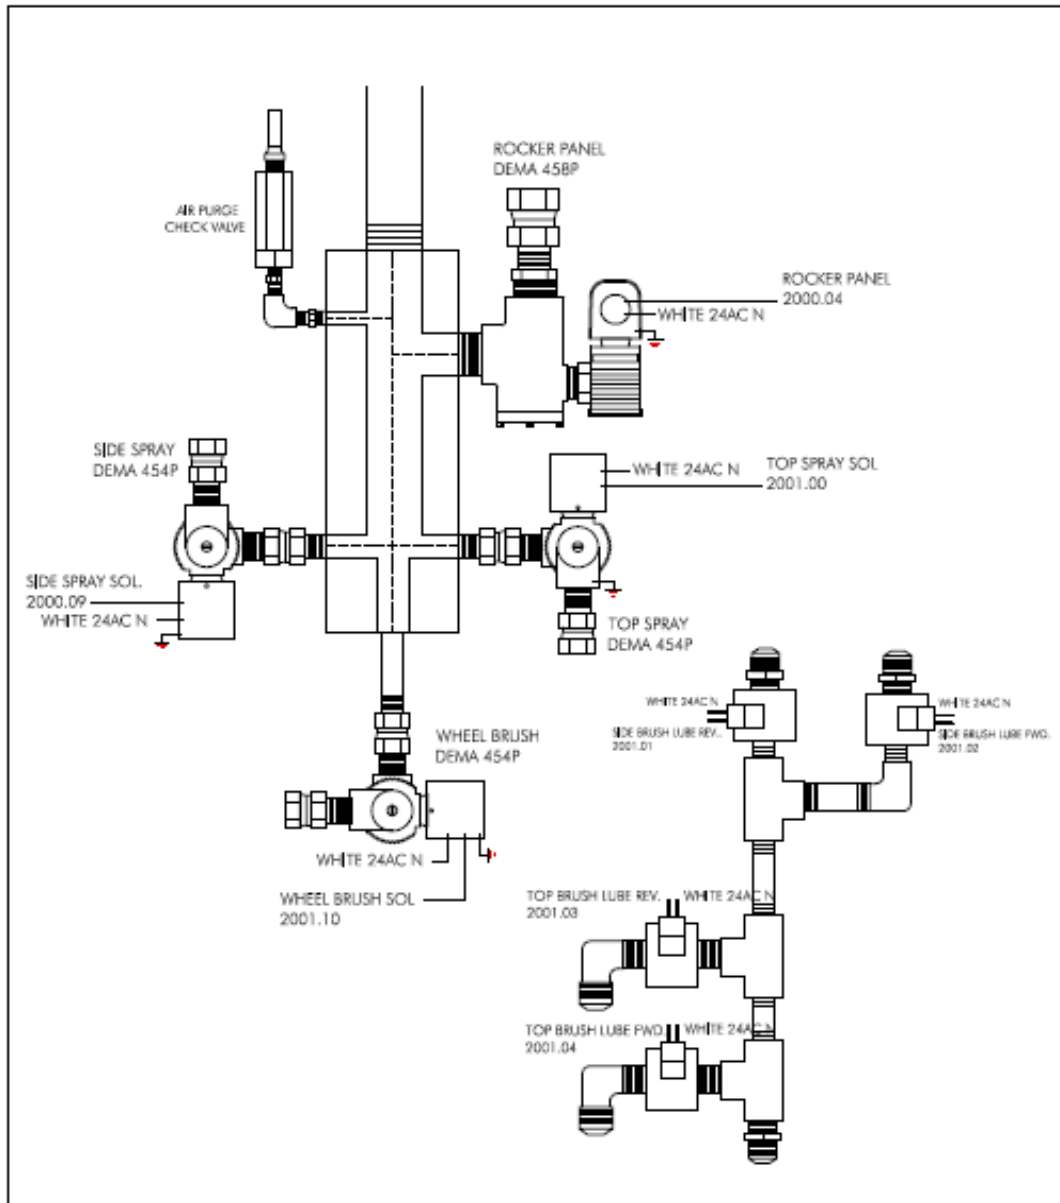 ROCKER PANEL
DEMA 458P
AIR PURGE
CHECK VALVE
ROCKER PANEL
2000.04
WHITE 24AC N
SIDE SPRAY
DEMA 454P
WHITE 24AC N
TOP SPRAY SOL
2001.00
SIDE SPRAY SOL.
2000.09
WHITE 24AC N
TOP SPRAY
DEMA 454P
WHITE 24AC N
SIDE BRUSH LUBE REV..
2001.01
WHITE 24AC N
SIDE BRUSH LUBE FWD.
2001.02
WHEEL BRUSH
DEMA 454P
WHITE 24AC N
WHEEL BRUSH SOL
2001.10
TOP BRUSH LUBE REV.
2001.03
WHITE 24AC N
TOP BRUSH LUBE FWD
2001.04
WHITE 24AC N